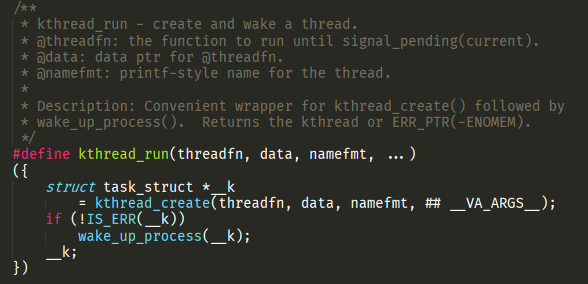 /**
 * kthread_run - create and wake a thread.
 * @threadfn: the function to run until signal_pending(current).
 * @data: data ptr for @threadfn.
 * @namefmt: printf-style name for the thread.
 *
 * Description: Convenient wrapper for kthread_create() followed by
 * wake_up_process().  Returns the kthread or ERR_PTR(-ENOMEM).
 */
#define kthread_run(threadfn, data, namefmt, ...)
({
    struct task_struct *__k
        = kthread_create(threadfn, data, namefmt, ## __VA_ARGS__);
    if (!IS_ERR(__k))
        wake_up_process(__k);
    __k;
})